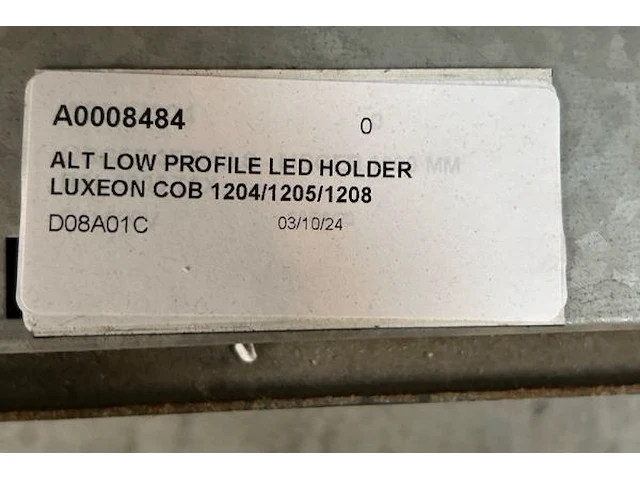 A0008484 0
ALT LOW PROFILE LED HOLDER
LUXEON COB 1204/1205/1208
D08A01C 03/10/24